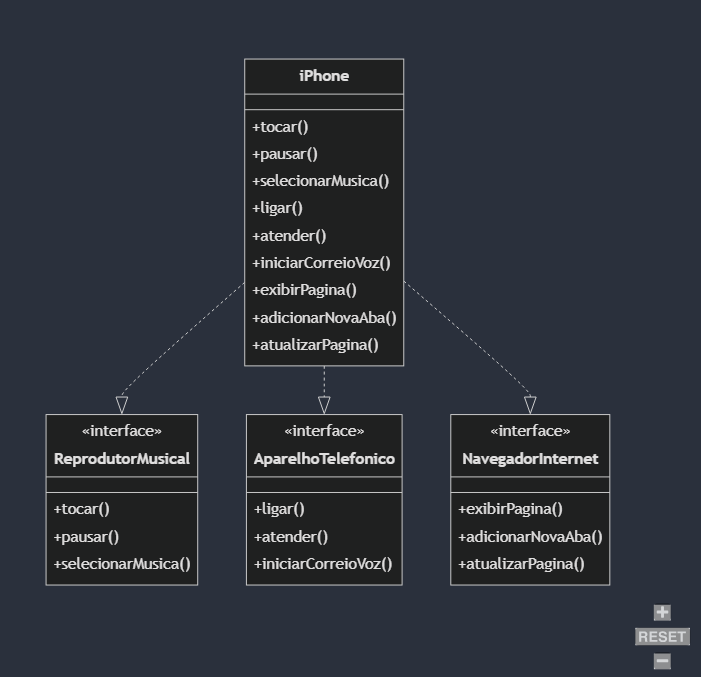 iPhone
+tocar()
+pausar()
+selecionarMusica()
+ligar()
+atender()
+iniciarCorreioVoz()
+exibirPagina()
+adicionarNovaAba()
+atualizarPagina()
«interface»
ReprodutorMusical
+tocar()
+pausar()
+selecionarMusica()
«interface»
AparelhoTelefonico
+ligar()
+atender()
+iniciarCorreioVoz()
«interface»
NavegadorInternet
+exibirPagina()
+adicionarNovaAba()
+atualizarPagina()
+
RESET
−